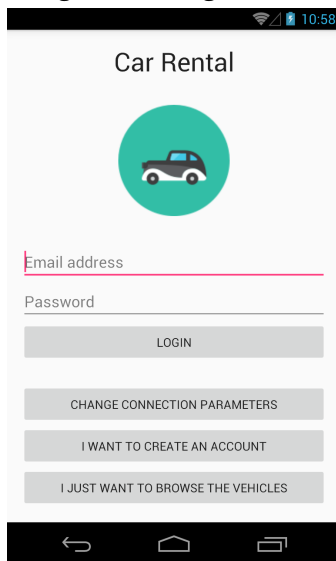 10:58
Car Rental
Email address
Password
LOGIN
CHANGE CONNECTION PARAMETERS
I WANT TO CREATE AN ACCOUNT
I JUST WANT TO BROWSE THE VEHICLES